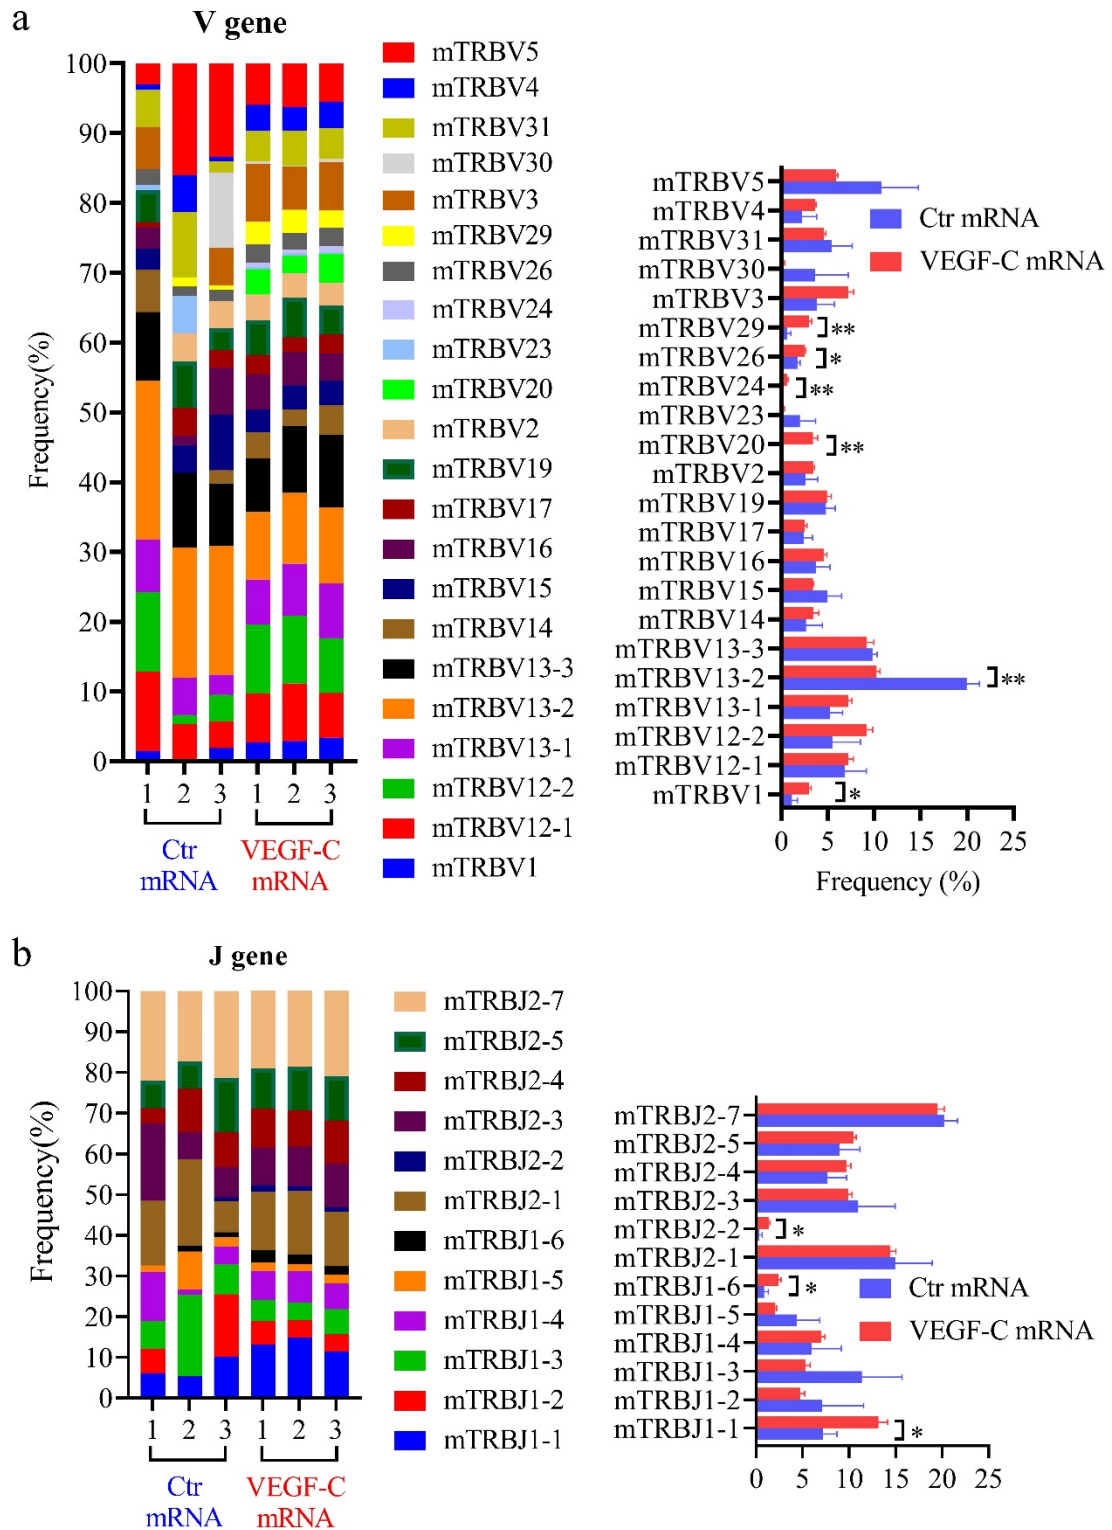 a
V gene
100
90
80
70
60
50
40
30
20
10
0
Frequency(%)
1 2 3 1 2 3
Ctr
mRNA
VEGF-C
mRNA
mTRBV5
mTRBV4
mTRBV31
mTRBV30
mTRBV3
mTRBV29
mTRBV26
mTRBV24
mTRBV23
mTRBV20
mTRBV2
mTRBV19
mTRBV17
mTRBV16
mTRBV15
mTRBV14
mTRBV13-3
mTRBV13-2
mTRBV13-1
mTRBV12-2
mTRBV12-1
mTRBV1
mTRBV5
mTRBV4
mTRBV31
mTRBV30
mTRBV3
mTRBV29 **
mTRBV26 *
mTRBV24 **
mTRBV23
mTRBV20 **
mTRBV2
mTRBV19
mTRBV17
mTRBV16
mTRBV15
mTRBV14
mTRBV13-3
mTRBV13-2 **
mTRBV13-1
mTRBV12-2
mTRBV12-1
mTRBV1 *
Ctr mRNA
VEGF-C mRNA
0 5 10 15 20 25
Frequency (%)
b
J gene
100
90
80
70
60
50
40
30
20
10
0
Frequency(%)
1 2 3 1 2 3
Ctr
mRNA
VEGF-C
mRNA
mTRBJ2-7
mTRBJ2-5
mTRBJ2-4
mTRBJ2-3
mTRBJ2-2
mTRBJ2-1
mTRBJ1-6
mTRBJ1-5
mTRBJ1-4
mTRBJ1-3
mTRBJ1-2
mTRBJ1-1
mTRBJ2-7
mTRBJ2-5
mTRBJ2-4
mTRBJ2-3
mTRBJ2-2 *
mTRBJ2-1
mTRBJ1-6 *
mTRBJ1-5
mTRBJ1-4
mTRBJ1-3
mTRBJ1-2
mTRBJ1-1 *
Ctr mRNA
VEGF-C mRNA
0 5 10 15 20 25